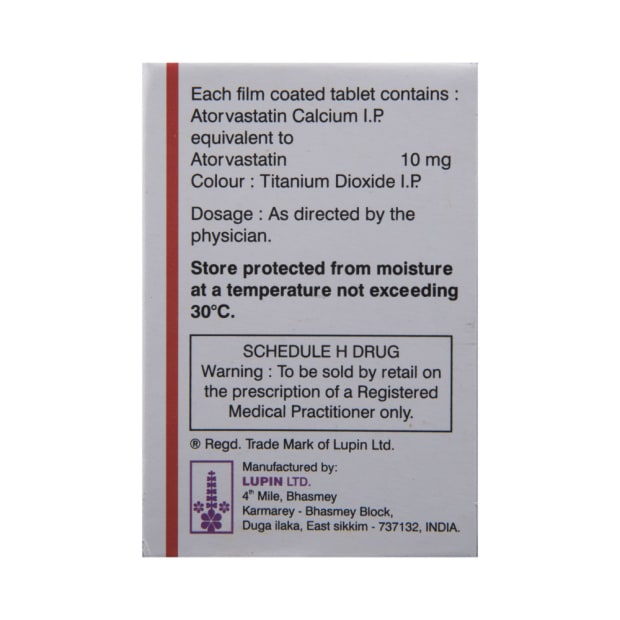 Each film coated tablet contains :
Atorvastatin Calcium I.P.
equivalent to
Atorvastatin 10 mg
Colour : Titanium Dioxide I.P.
Dosage : As directed by the
physician.
Store protected from moisture
at a temperature not exceeding
30°C.
SCHEDULE H DRUG
Warning : To be sold by retail on
the prescription of a Registered
Medical Practitioner only.
® Regd. Trade Mark of Lupin Ltd.
Manufactured by:
LUPIN LTD.
4th Mile, Bhasmey
Karmarey - Bhasmey Block,
Duga ilaka, East sikkim - 737132, INDIA.